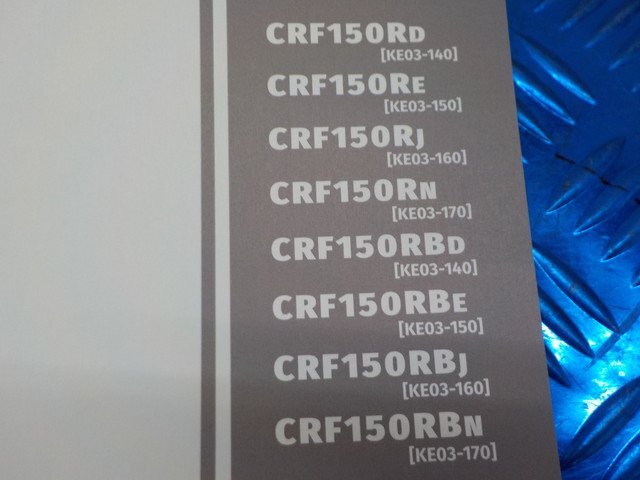 CRF150RD
[KE03-140]
CRF150RE
[KE03-150]
CRF150RJ
[KE03-160]
CRF150RN
[KE03-170]
CRF150RBD
[KE03-140]
CRF150RBE
[KE03-150]
CRF150RBJ
[KE03-160]
CRF150RBN
[KE03-170]